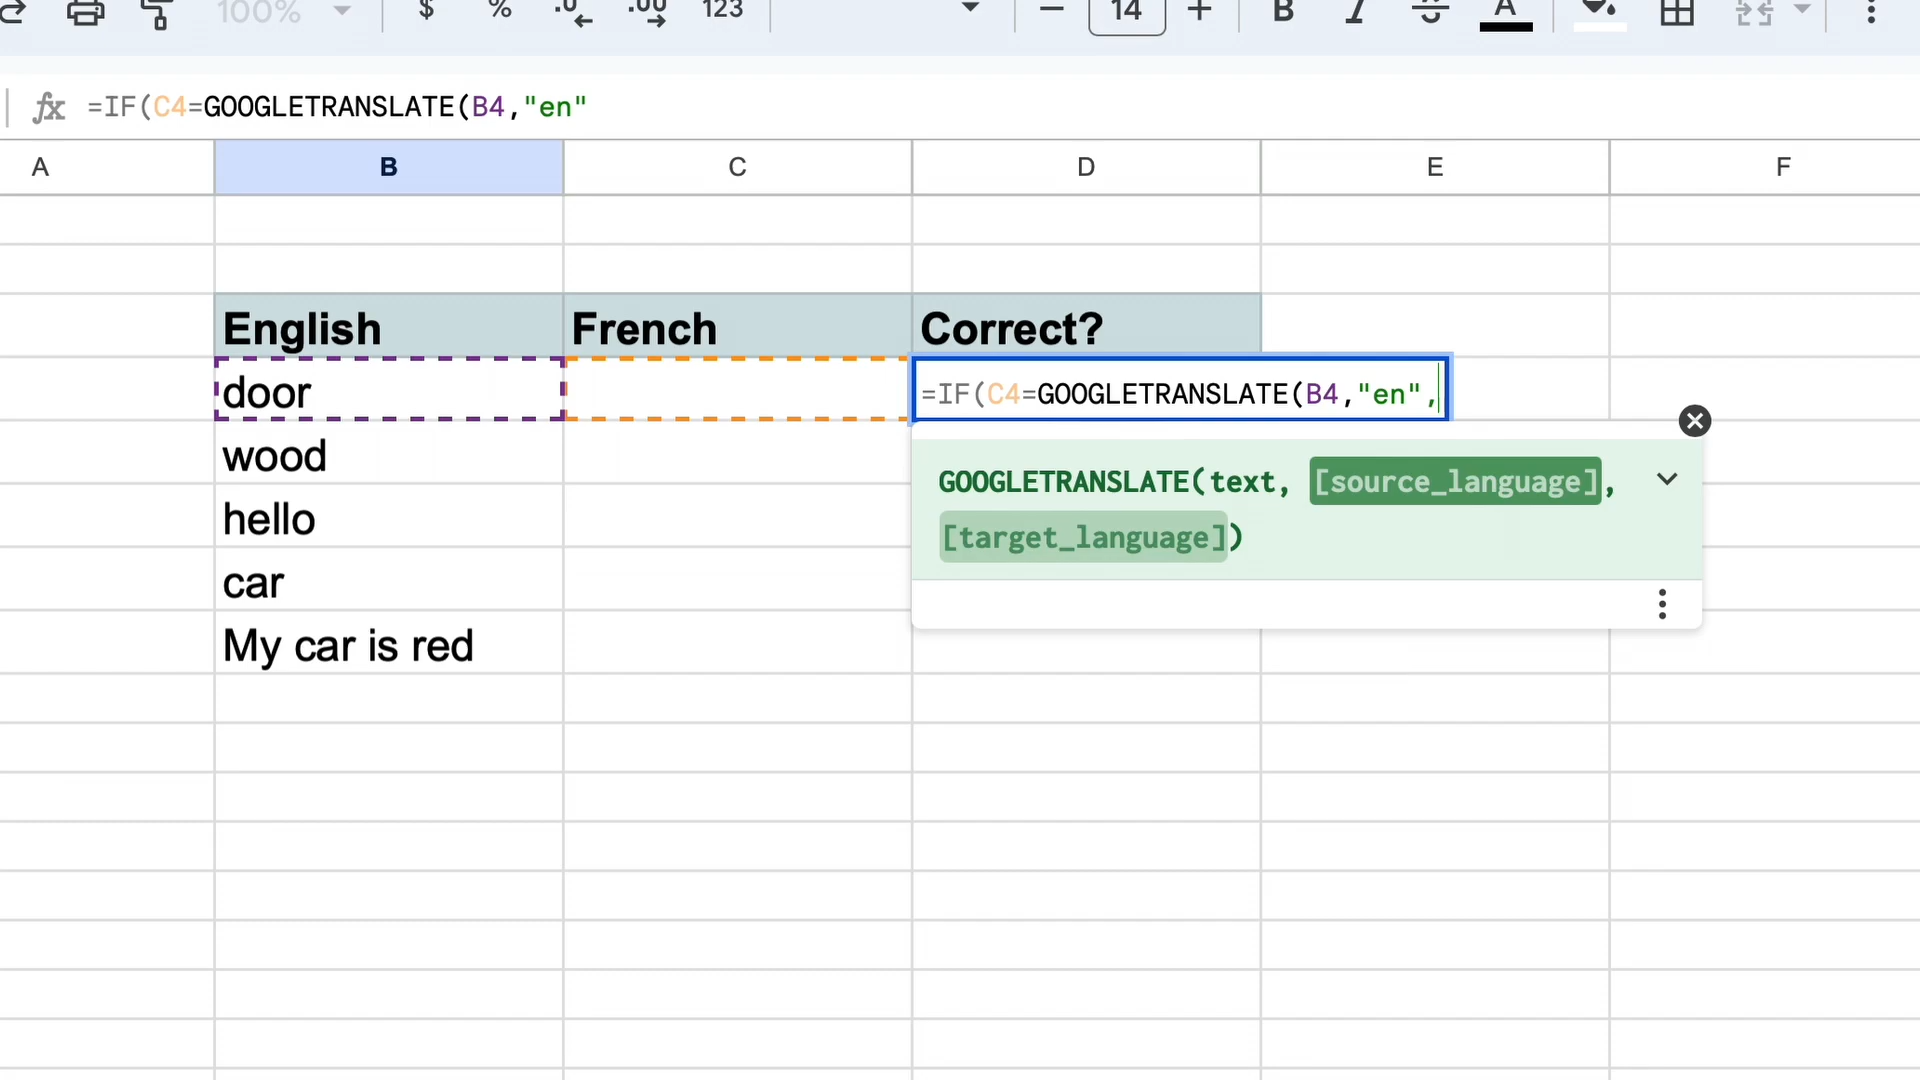 100% $ % .0 .00 123 14 B I S A
fx =IF(C4=GOOGLETRANSLATE(B4,"en"
A B C D E F
English French Correct?
door =IF(C4=GOOGLETRANSLATE(B4,"en",
wood
GOOGLETRANSLATE(text, [source_language],
hello
[target_language])
car
My car is red